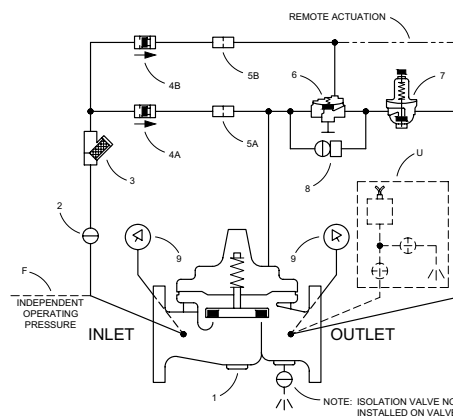 REMOTE ACTUATION
4B
5B
6
7
4A
5A
8
U
3
2
9
9
F
INDEPENDENT
OPERATING
PRESSURE
INLET
OUTLET
1
NOTE: ISOLATION VALVE
INSTALLED ON